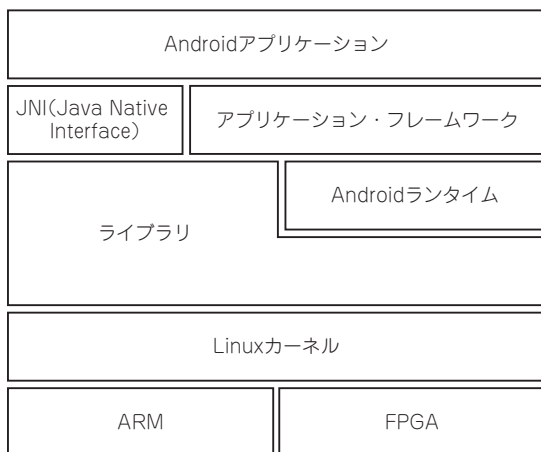 Androidアプリケーション
JNI(Java Native
Interface)
アプリケーション・フレームワーク
Androidランタイム
ライブラリ
Linuxカーネル
ARM
FPGA